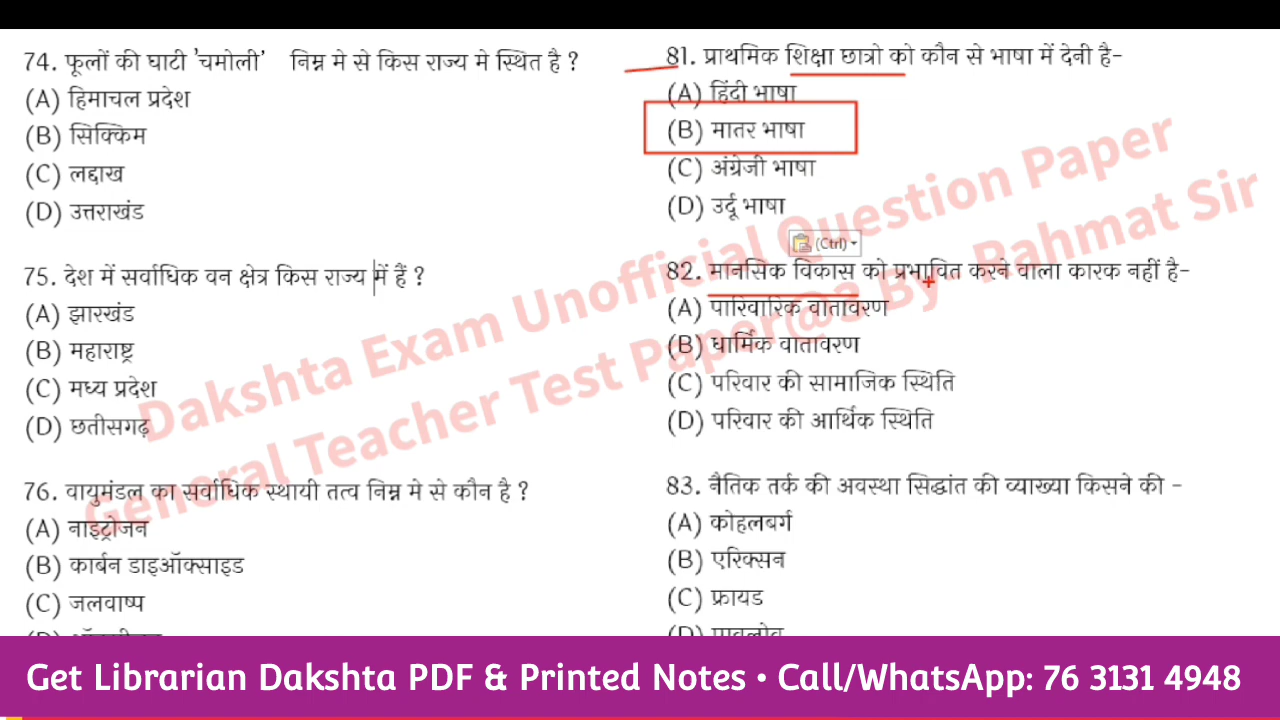 74. फूलों की घाटी 'चमोली' निम्न मे से किस राज्य मे स्थित है ?
(A) हिमाचल प्रदेश
(B) सिक्किम
(C) लद्दाख
(D) उत्तराखंड
75. देश में सर्वाधिक वन क्षेत्र किस राज्य में हैं ?
(A) झारखंड
(B) महाराष्ट्र
(C) मध्य प्रदेश
(D) छतीसगढ़
76. वायुमंडल का सर्वाधिक स्थायी तत्व निम्न मे से कौन है ?
(A) नाइट्रोजन
(B) कार्बन डाइऑक्साइड
(C) जलवाष्प
81. प्राथमिक शिक्षा छात्रो को कौन से भाषा में देनी है-
(A) हिंदी भाषा
(B) मातर भाषा
(C) अंग्रेजी भाषा
(D) उर्दू भाषा
(Ctrl)
82. मानसिक विकास को प्रभावित करने वाला कारक नहीं है-
(A) पारिवारिक वातावरण
(B) धार्मिक वातावरण
(C) परिवार की सामाजिक स्थिति
(D) परिवार की आर्थिक स्थिति
83. नैतिक तर्क की अवस्था सिद्धांत की व्याख्या किसने की -
(A) कोहलबर्ग
(B) एरिक्सन
(C) फ्रायड
Dakshta Exam Unofficial Question Paper
General Teacher Test Paper@3 By- Rahmat Sir
Get Librarian Dakshta PDF & Printed Notes • Call/WhatsApp: 76 3131 4948